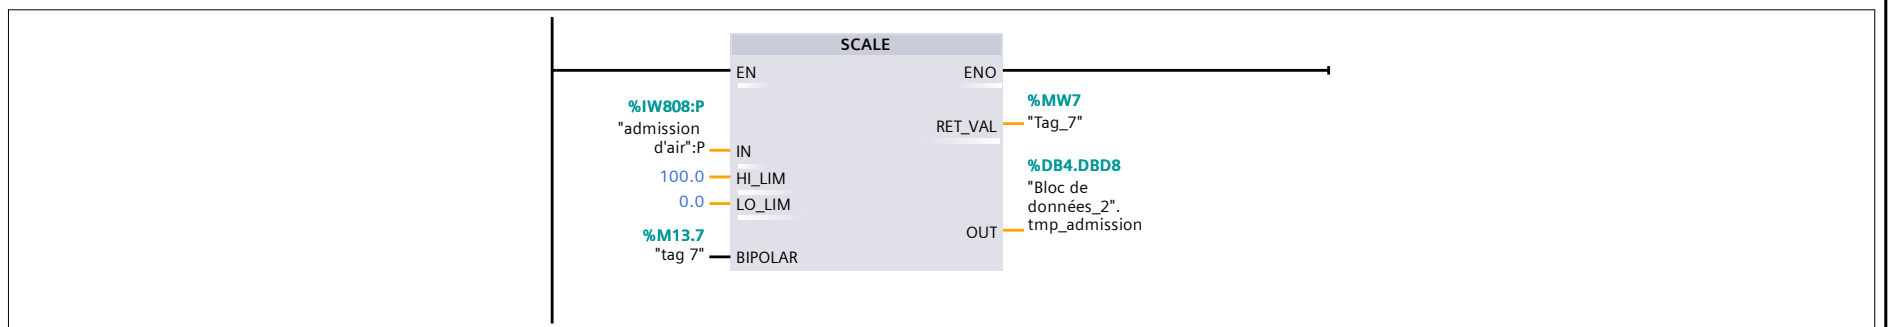 SCALE
EN
ENO
%IW808:P
"admission
d'air":P
IN
%MW7
"Tag_7"
RET_VAL
100.0
HI_LIM
0.0
LO_LIM
%DB4.DBD8
"Bloc de
données_2".
tmp_admission
OUT
%M13.7
"tag 7"
BIPOLAR